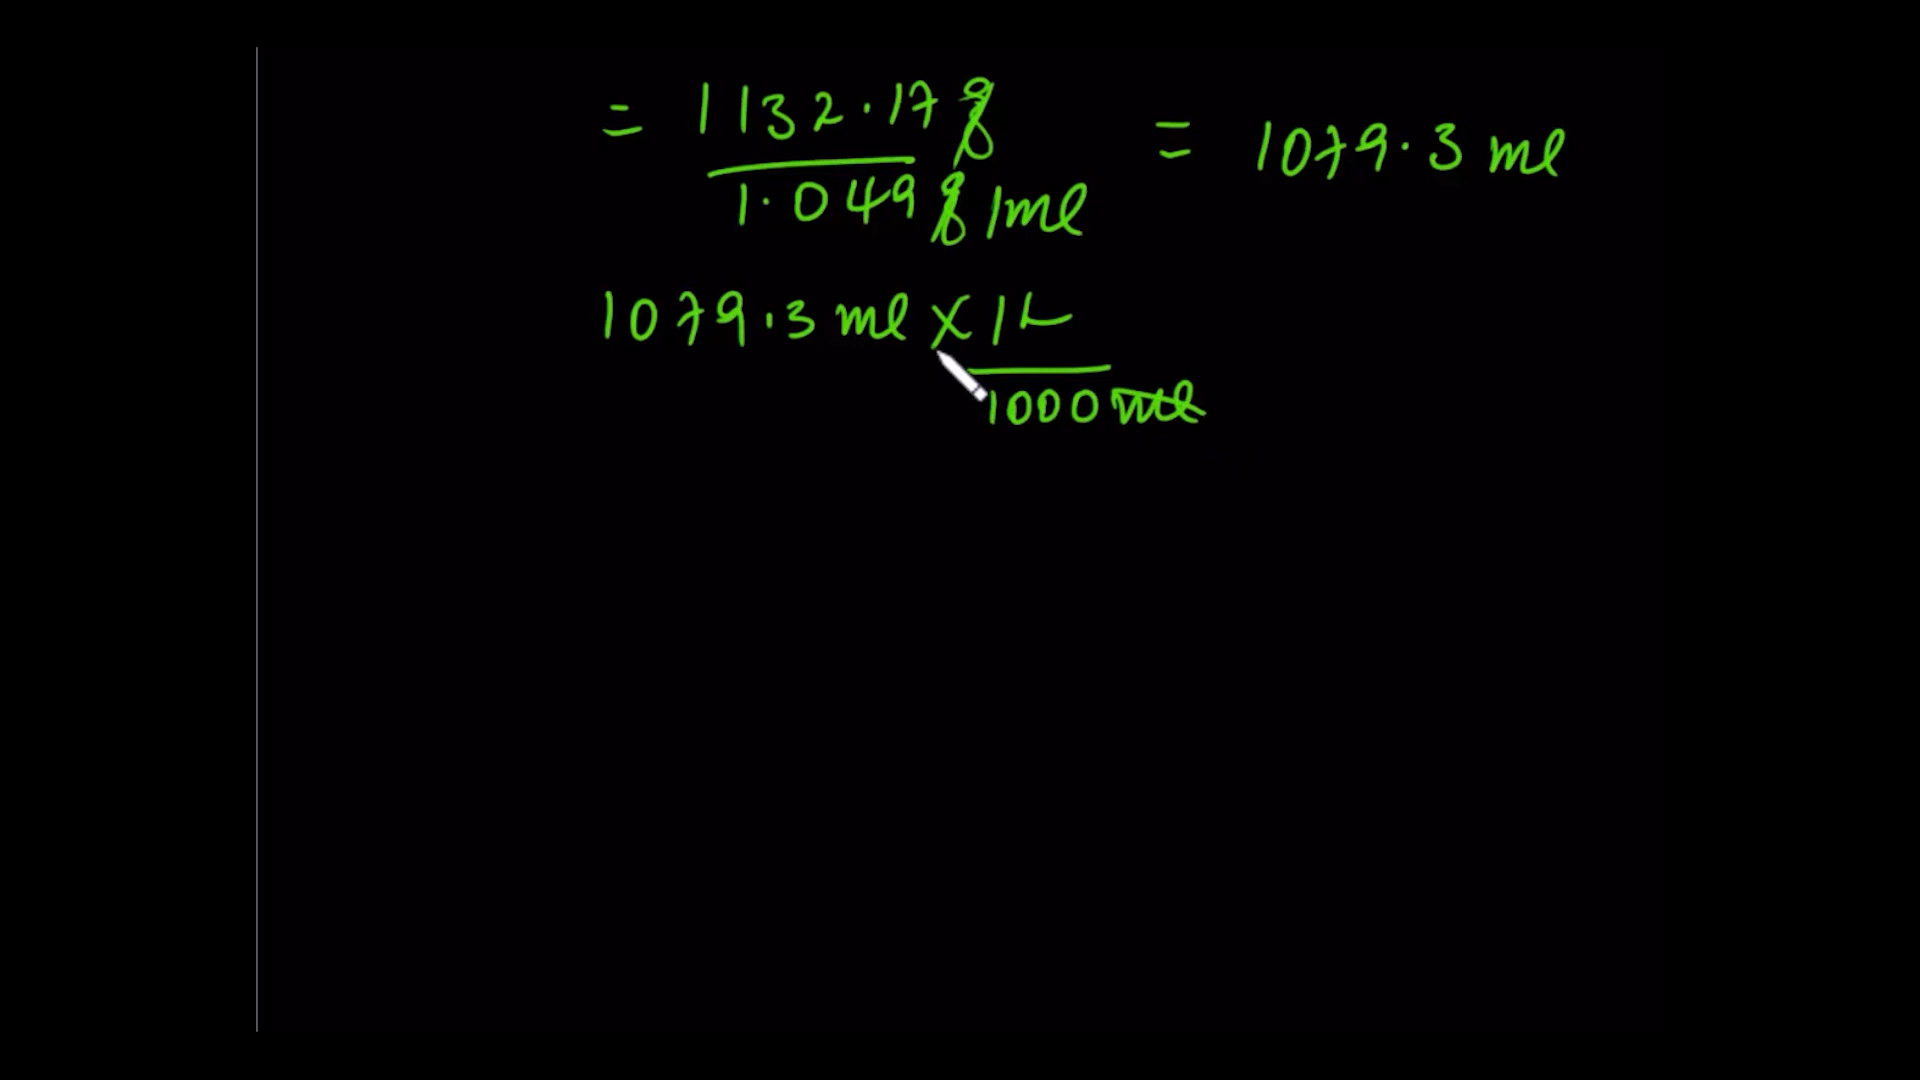 = 1132.17 g = 1079.3 ml
1.049 g/ml
1079.3 ml x 1L
1000 ml